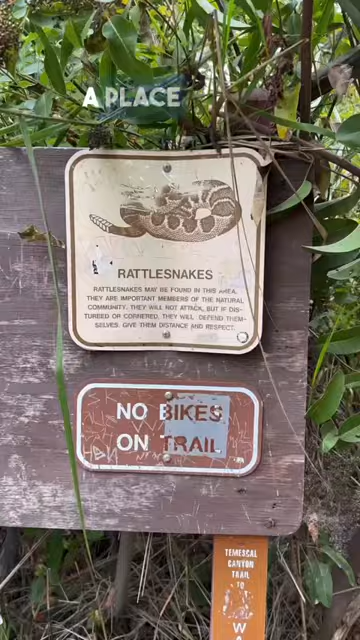 A PLACE
RATTLESNAKES
RATTLESNAKES MAY BE FOUND IN THIS AREA.
THEY ARE IMPORTANT MEMBERS OF THE NATURAL
COMMUNITY. THEY WILL NOT ATTACK, BUT IF DIS-
TURBED OR CORNERED, THEY WILL DEFEND THEM-
SELVES. GIVE THEM DISTANCE AND RESPECT.
NO BIKES
ON TRAIL
TEMESCAL
CANYON
TRAIL
TO
W